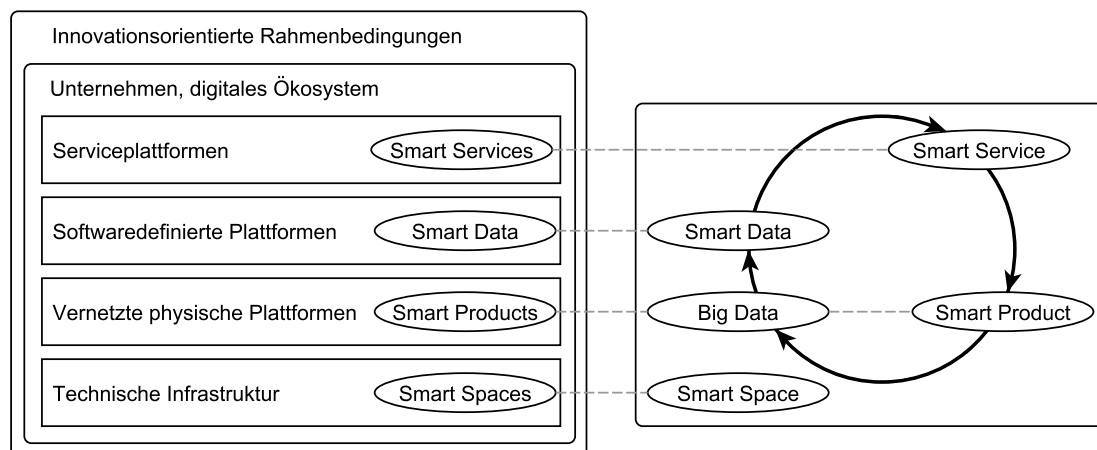 Innovationsorientierte Rahmenbedingungen
Unternehmen, digitales Ökosystem
Serviceplattformen
Smart Services
Smart Service
Softwaredefinierte Plattformen
Smart Data
Smart Data
Vernetzte physische Plattformen
Smart Products
Big Data
Smart Product
Technische Infrastruktur
Smart Spaces
Smart Space